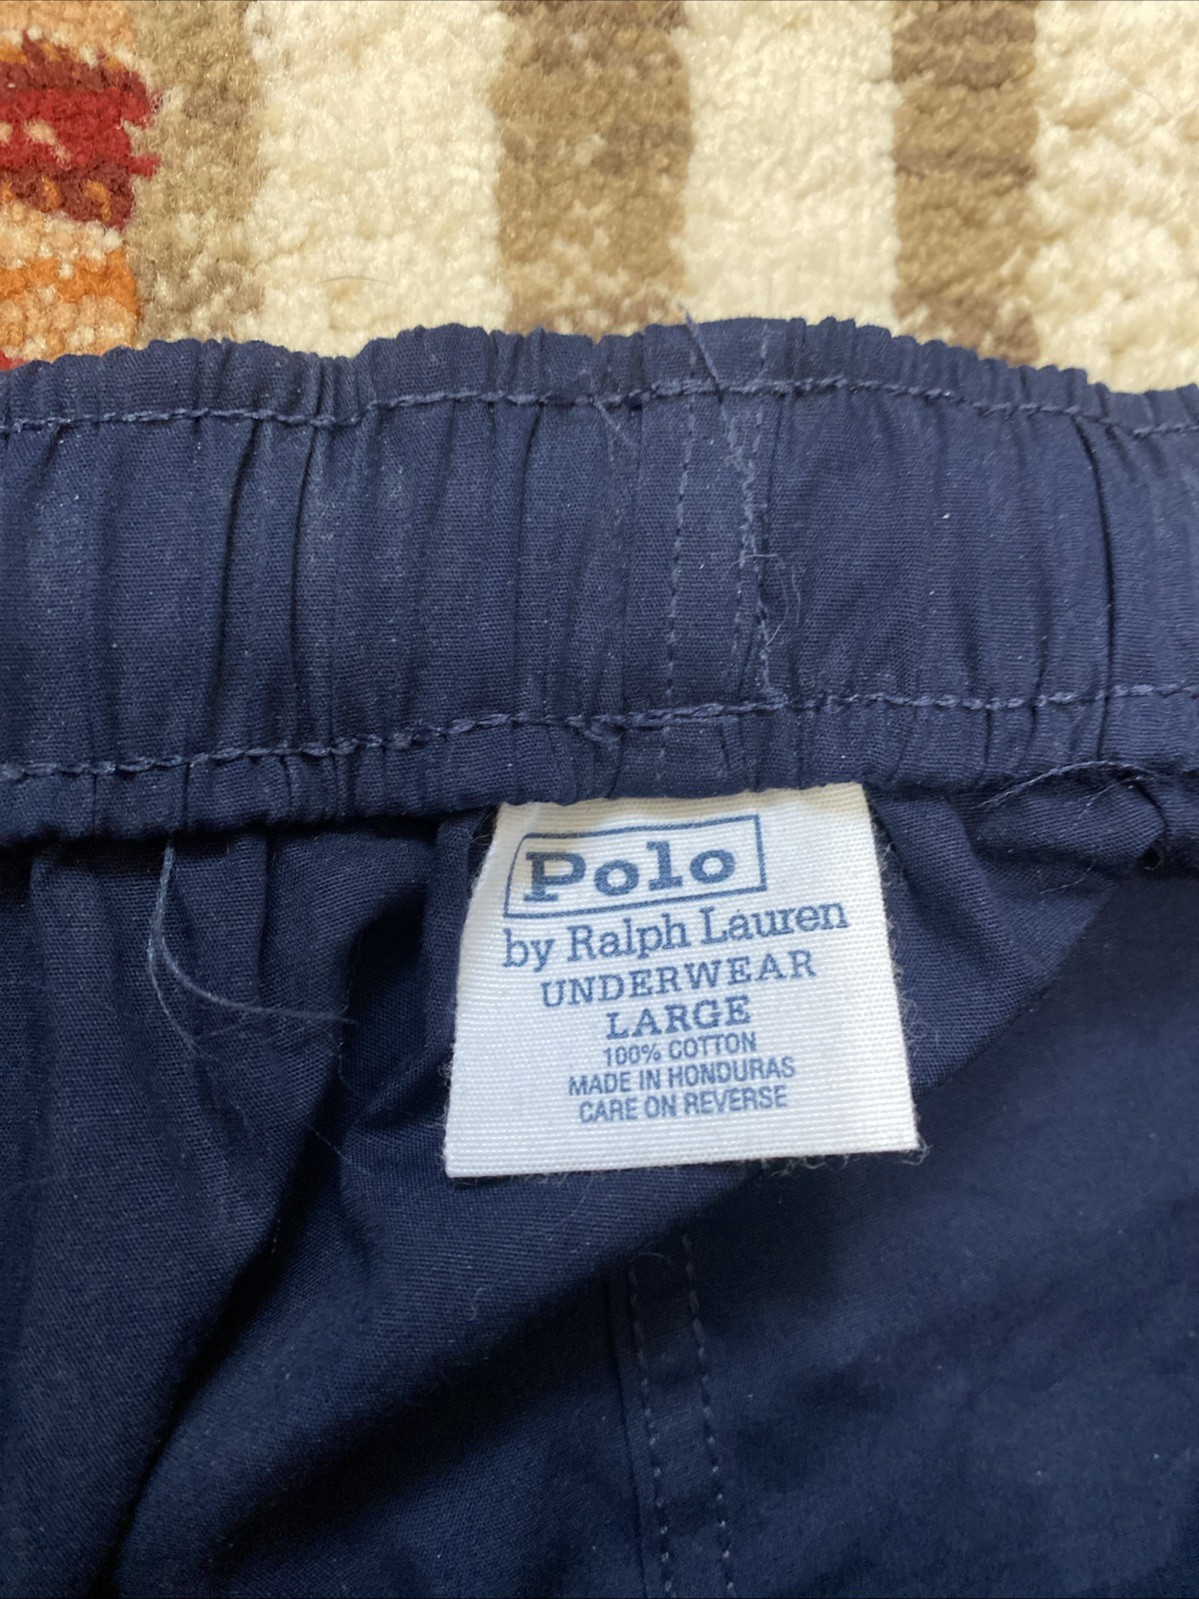 Polo
by Ralph Lauren
UNDERWEAR
LARGE
100% COTTON
MADE IN HONDURAS
CARE ON REVERSE